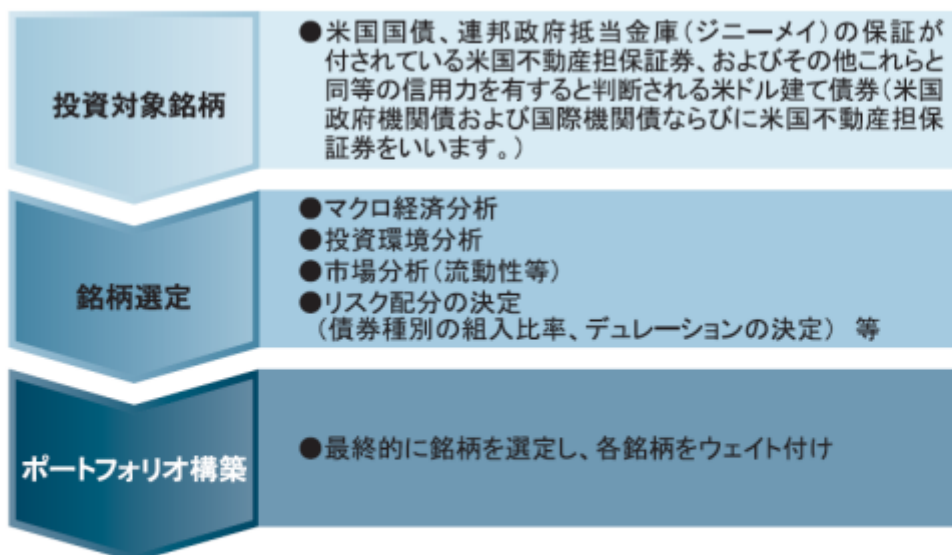 投資対象銘柄
●米国国債、連邦政府抵当金庫（ジニーメイ）の保証が
付されている米国不動産担保証券、およびその他これらと
同等の信用力を有すると判断される米ドル建て債券（米国
政府機関債および国際機関債ならびに米国不動産担保
証券をいいます。）
銘柄選定
●マクロ経済分析
●投資環境分析
●市場分析（流動性等）
●リスク配分の決定
（債券種別の組入比率、デュレーションの決定） 等
ポートフォリオ構築
●最終的に銘柄を選定し、各銘柄をウェイト付け